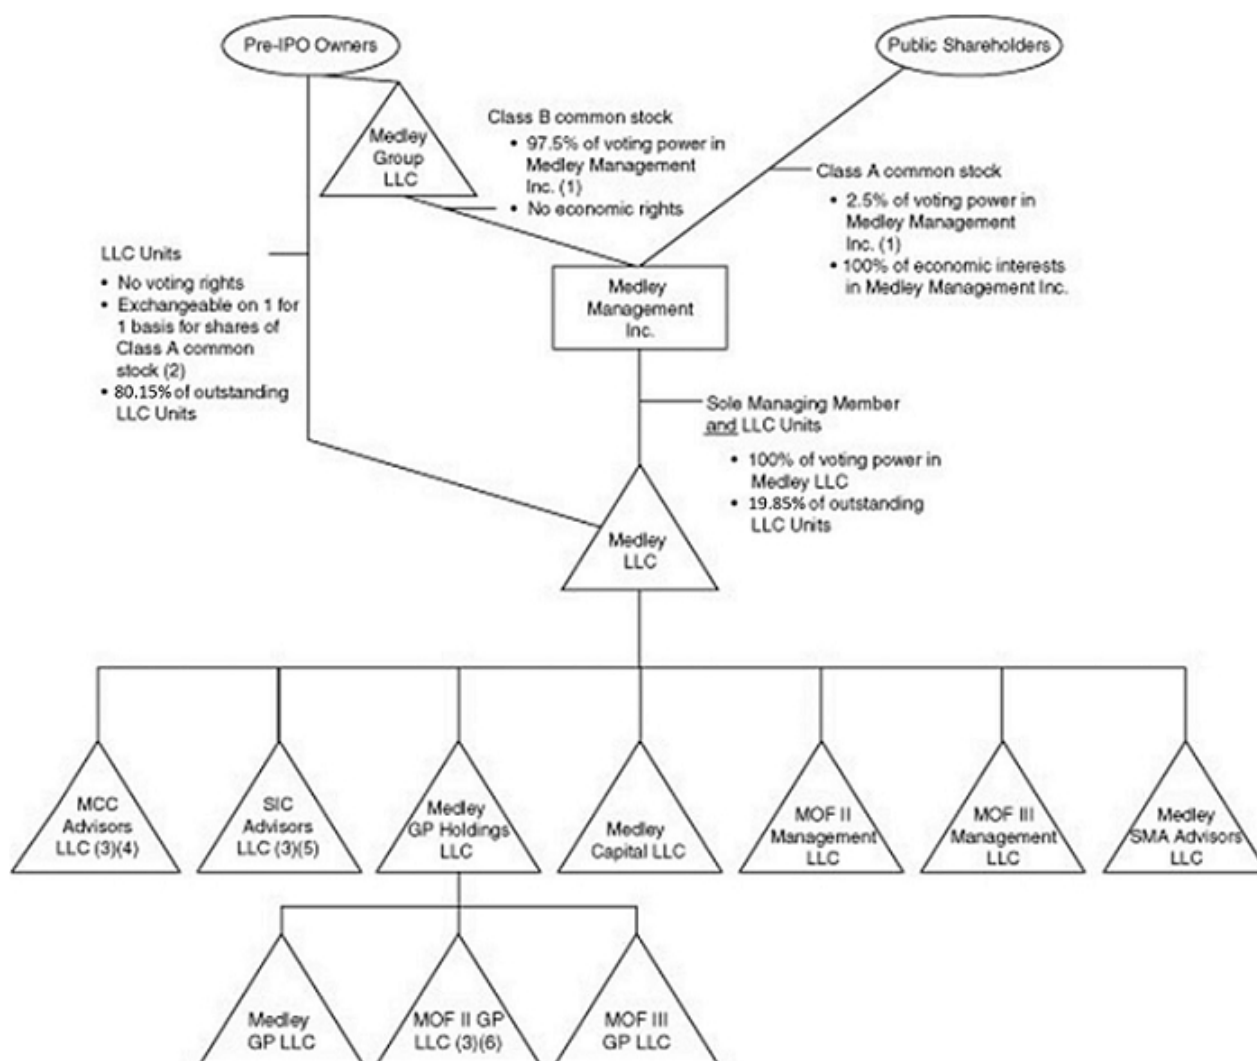 Pre-IPO Owners
Public Shareholders
Medley
Group
LLC
Class B common stock
• 97.5% of voting power in
Medley Management
Inc. (1)
• No economic rights
Class A common stock
• 2.5% of voting power in
Medley Management
Inc. (1)
• 100% of economic interests
in Medley Management Inc.
LLC Units
• No voting rights
• Exchangeable on 1 for
1 basis for shares of
Class A common
stock (2)
• 80.15% of outstanding
LLC Units
Medley
Management
Inc.
Sole Managing Member
and LLC Units
• 100% of voting power in
Medley LLC
• 19.85% of outstanding
LLC Units
Medley
LLC
MCC
Advisors
LLC (3)(4)
SIC
Advisors
LLC (3)(5)
Medley
GP Holdings
LLC
Medley
Capital LLC
MOF II
Management
LLC
MOF III
Management
LLC
Medley
SMA Advisors
LLC
Medley
GP LLC
MOF II GP
LLC (3)(6)
MOF III
GP LLC